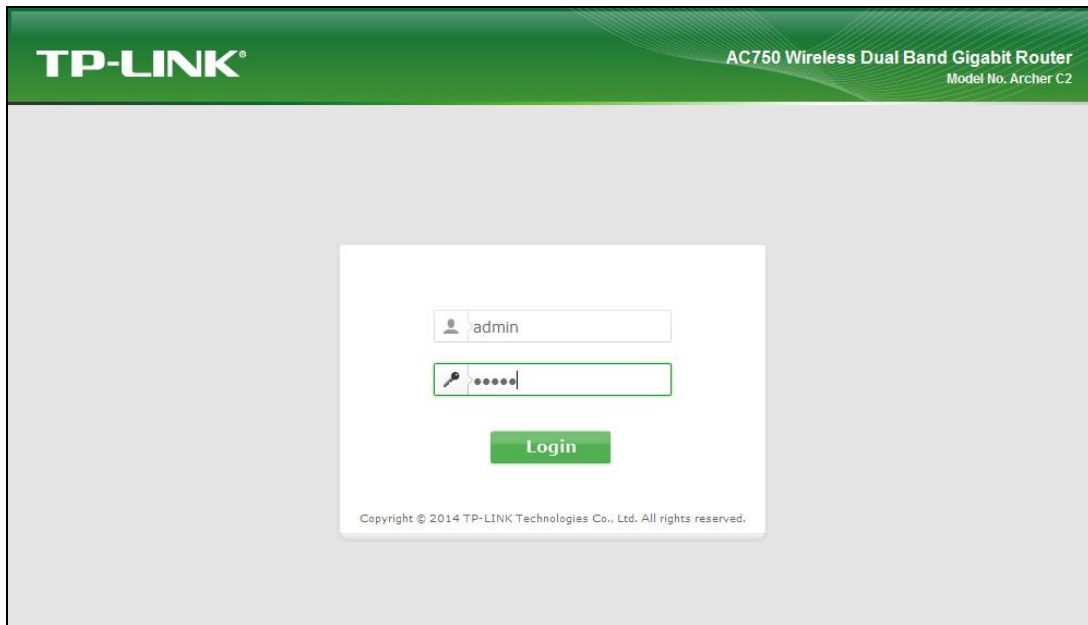 TP-LINK®
AC750 Wireless Dual Band Gigabit Router
Model No. Archer C2
admin
●●●●●
Login
Copyright © 2014 TP-LINK Technologies Co., Ltd. All rights reserved.